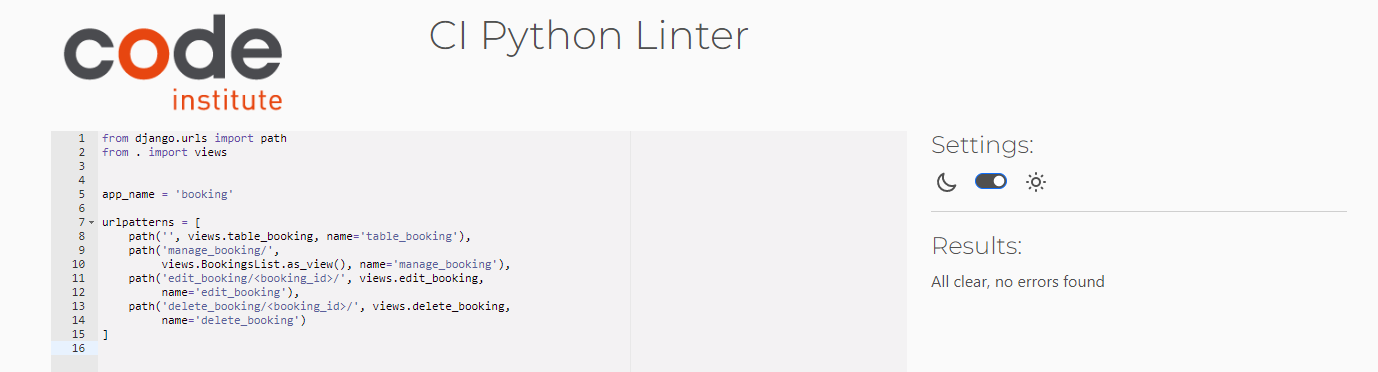 code
institute
CI Python Linter
1 from django.urls import path
2 from . import views
3
4
5 app_name = 'booking'
6
7 urlpatterns = [
8     path('', views.table_booking, name='table_booking'),
9     path('manage_booking/',
10          views.BookingsList.as_view(), name='manage_booking'),
11     path('edit_booking/<booking_id>/', views.edit_booking,
12          name='edit_booking'),
13     path('delete_booking/<booking_id>/', views.delete_booking,
14          name='delete_booking')
15 ]
16
Settings:
Results:
All clear, no errors found